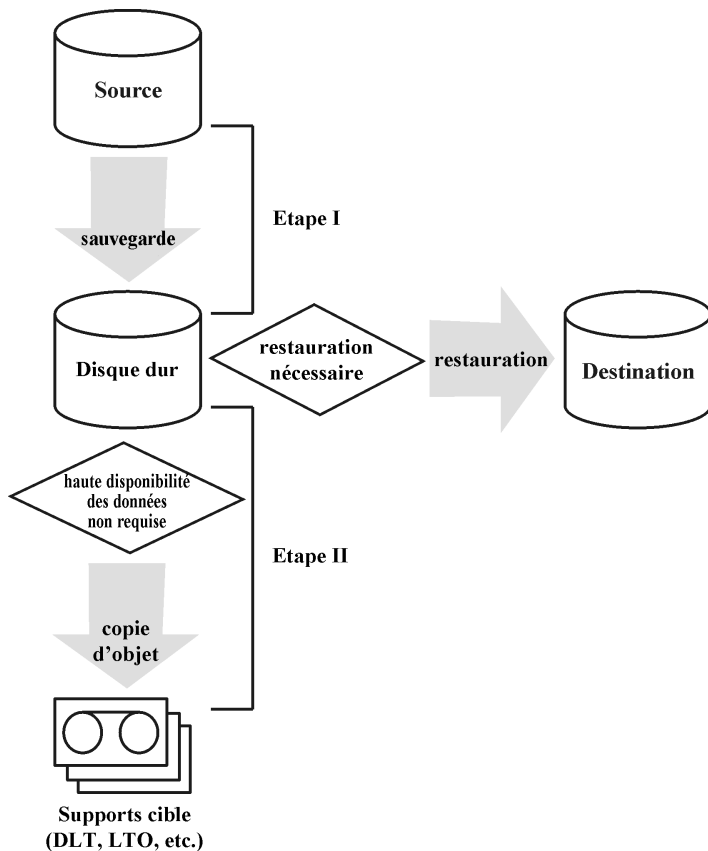 Source
Etape I
sauvegarde
Disque dur
restauration
nécessaire
restauration
Destination
haute disponibilité
des données
non requise
Etape II
copie
d’objet
Supports cible
(DLT, LTO, etc.)